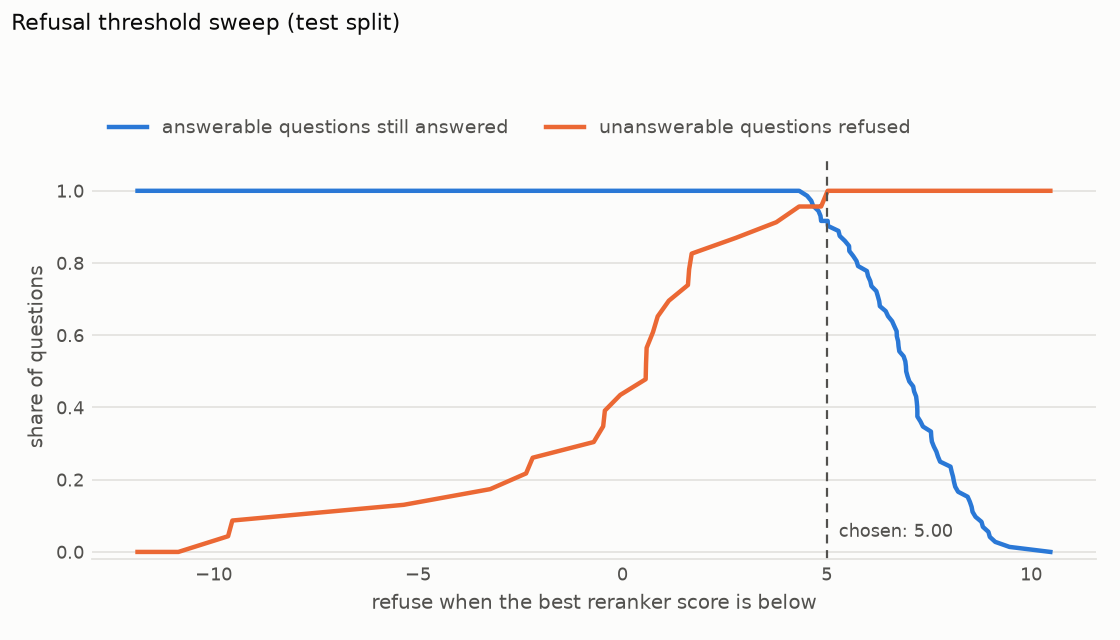 Refusal threshold sweep (test split)
answerable questions still answered
unanswerable questions refused
1.0
0.8
0.6
0.4
0.2
0.0
share of questions
chosen: 5.00
−10
−5
0
5
10
refuse when the best reranker score is below